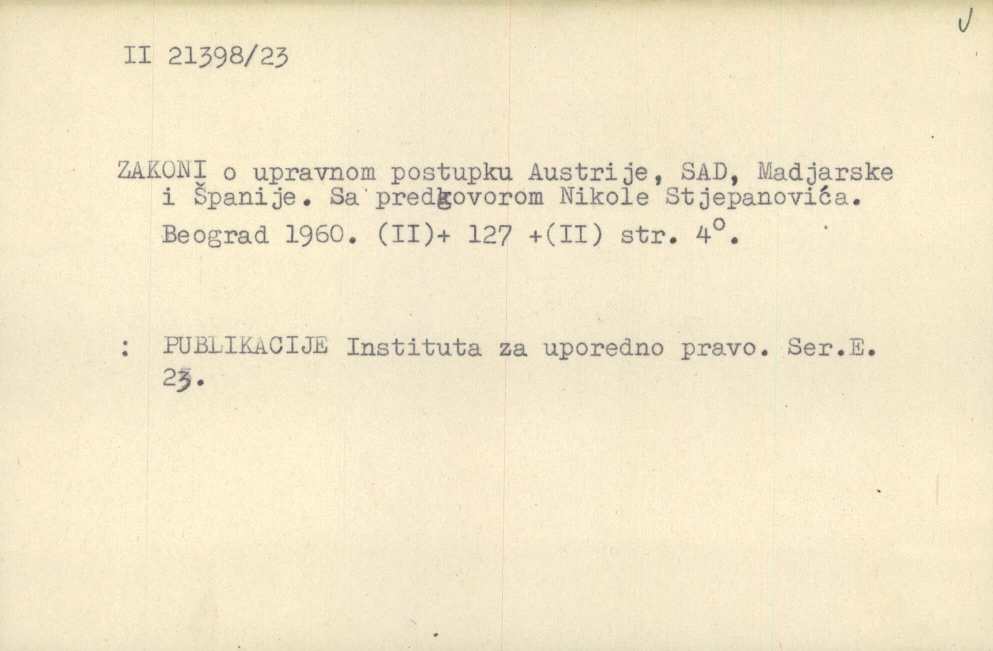 II 21398/23
ZAKONI o upravnom postupku Austrije, SAD, Madjarske
i Španije. Sa predgovorom Nikole Stjepanovića.
Beograd 1960. (II)+ 127 +(II) str. 4°.
: PUBLIKACIJE Instituta za uporedno pravo. Ser.E.
23.